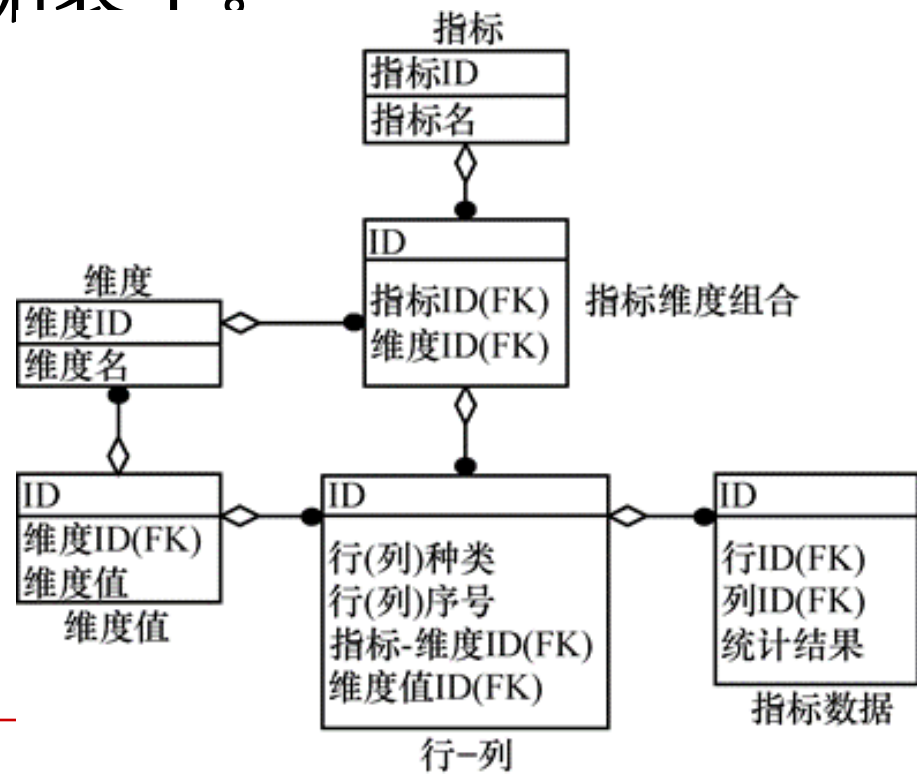 指标
指标ID
指标名
ID
指标ID(FK)
维度ID(FK)
指标维度组合
维度
维度ID
维度名
ID
维度ID(FK)
维度值
维度值
ID
行(列)种类
行(列)序号
指标-维度ID(FK)
维度值ID(FK)
行-列
ID
行ID(FK)
列ID(FK)
统计结果
指标数据